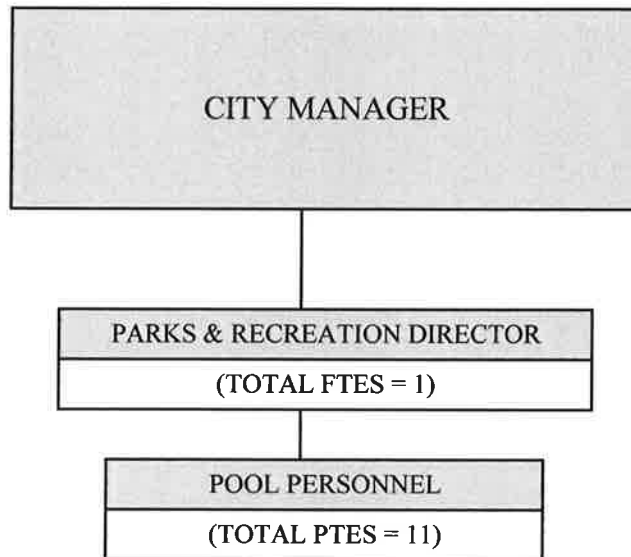 CITY MANAGER
PARKS & RECREATION DIRECTOR
(TOTAL FTES = 1)
POOL PERSONNEL
(TOTAL PTES = 11)